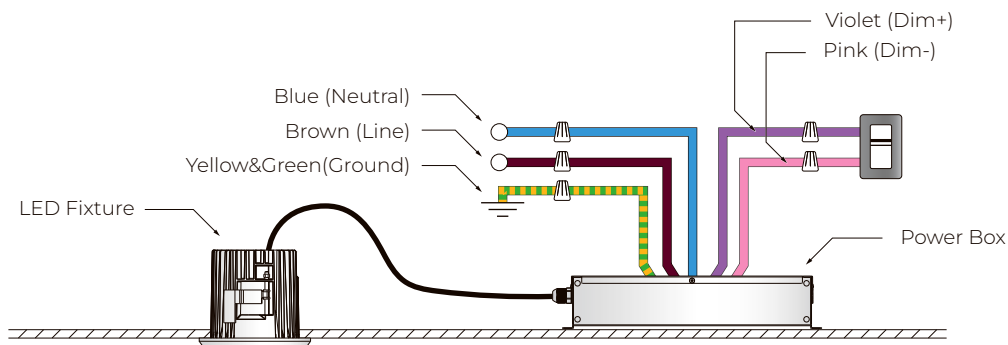 Violet (Dim+)
Pink (Dim-)
Blue (Neutral)
Brown (Line)
Yellow&Green(Ground)
LED Fixture
Power Box